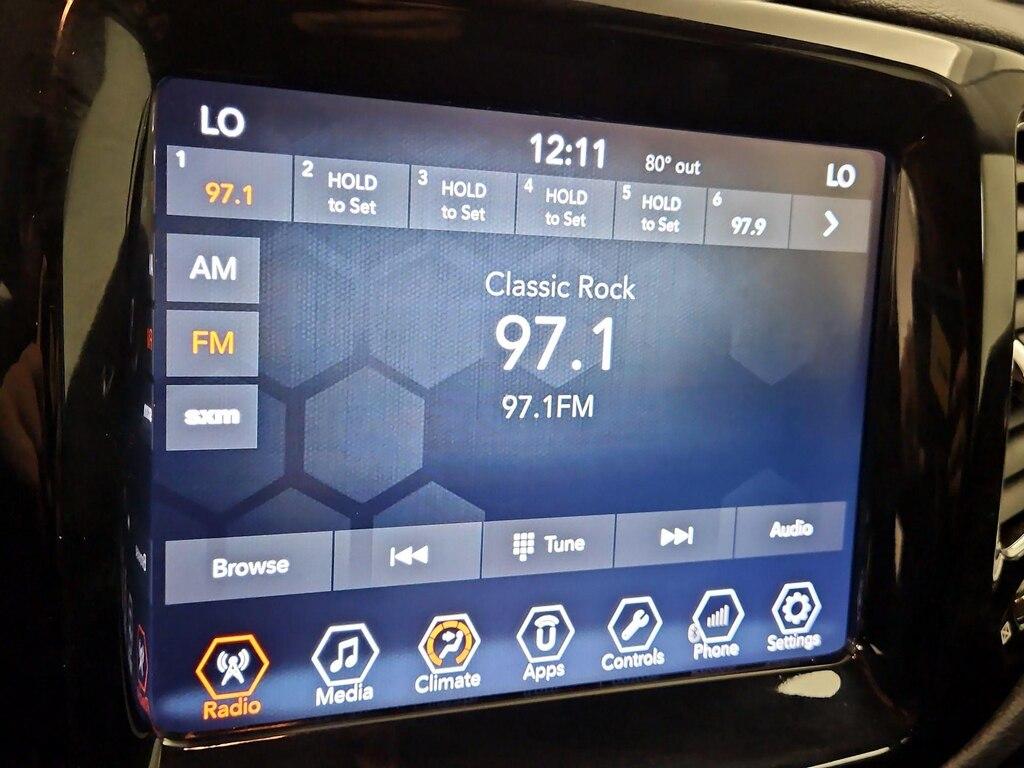 LO
12:11
80° out
LO
1
97.1
2
HOLD
to Set
3
HOLD
to Set
4
HOLD
to Set
5
HOLD
to Set
6
97.9
AM
FM
sxm
Classic Rock
97.1
97.1FM
Browse
Tune
Audio
Radio
Media
Climate
Apps
Controls
Phone
Settings